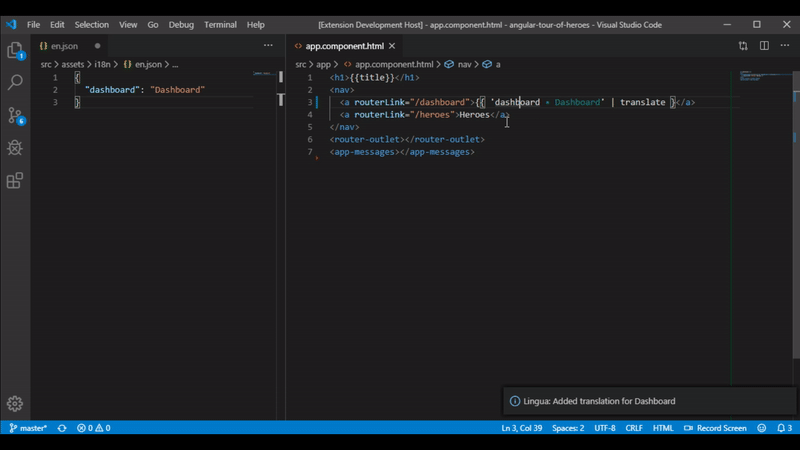 File Edit Selection View Go Debug Terminal Help
[Extension Development Host] - app.component.html - angular-tour-of-heroes - Visual Studio Code
en.json
src > assets > i18n > {} en.json > ...
1 {
2 "dashboard": "Dashboard"
3 }
app.component.html
src > app > app.component.html > nav > a
1 <h1>{{title}}</h1>
2 <nav>
3 <a routerLink="/dashboard">{{ 'dashboard • Dashboard' | translate }}</a>
4 <a routerLink="/heroes">Heroes</a>
5 </nav>
6 <router-outlet></router-outlet>
7 <app-messages></app-messages>
1
6
Lingua: Added translation for Dashboard
master* 0 0 Ln 3, Col 39 Spaces: 2 UTF-8 CRLF HTML Record Screen 3